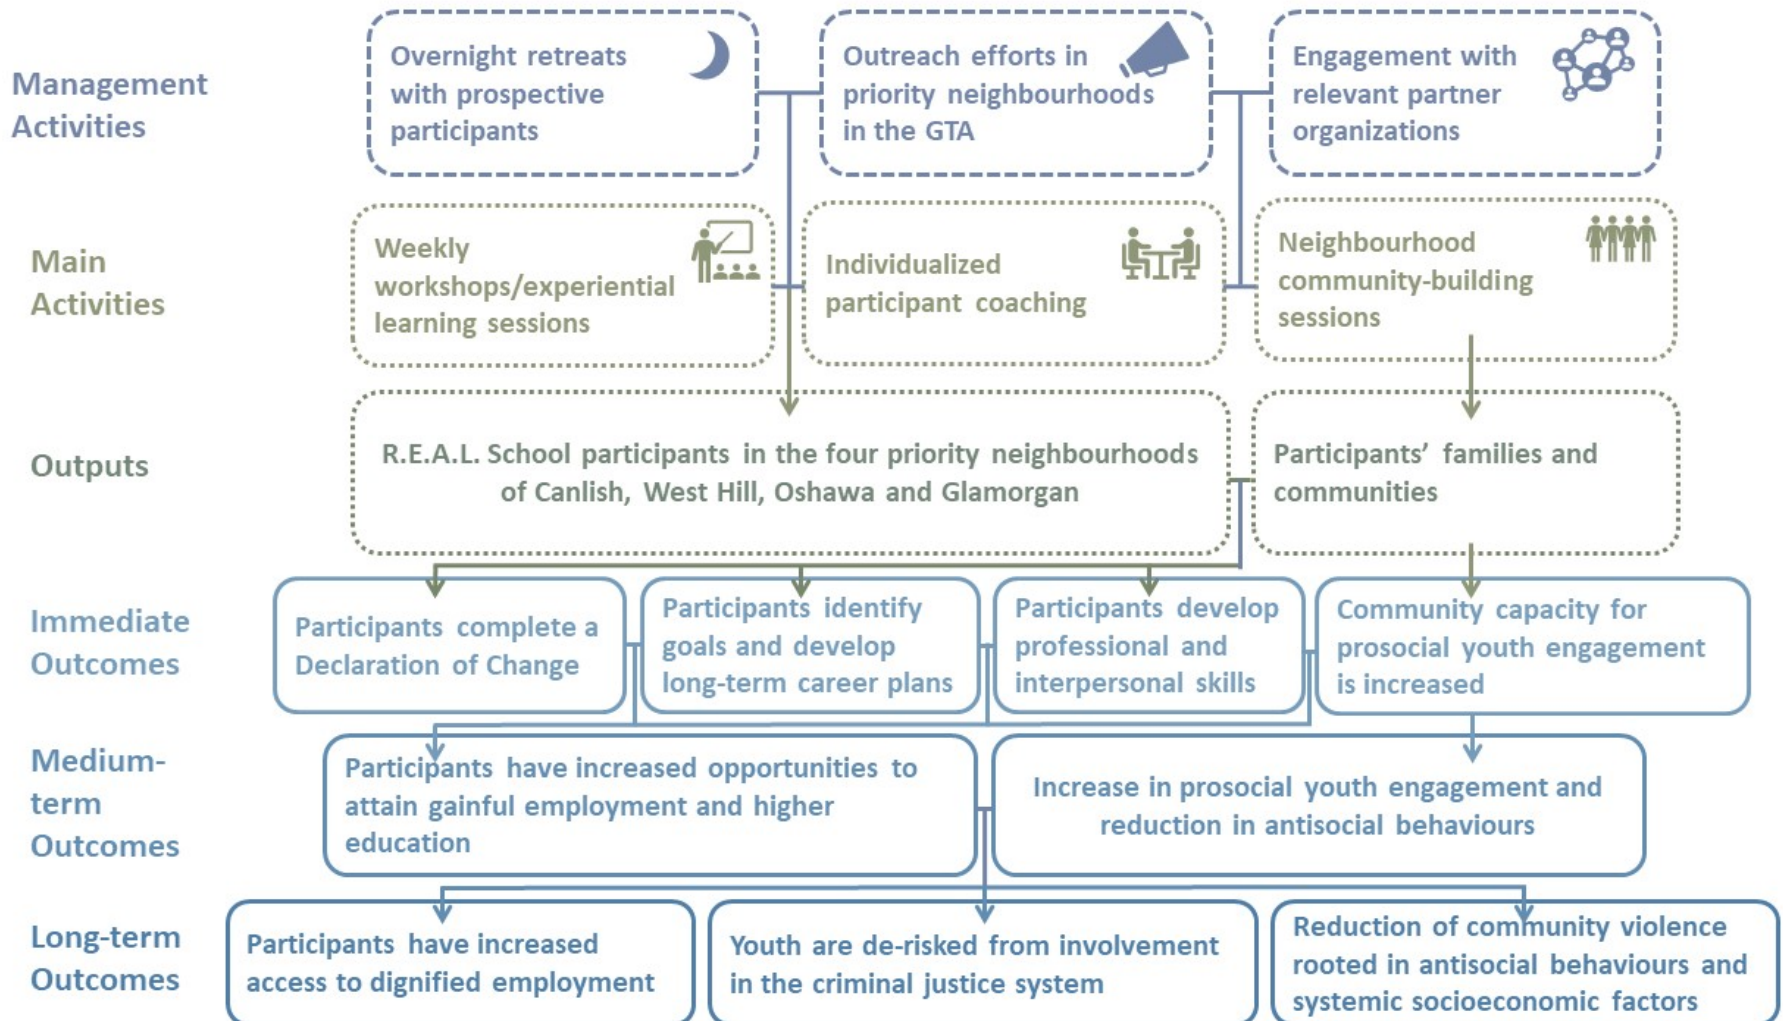 Management
Activities
Overnight retreats
with prospective
participants
Outreach efforts in
priority neighbourhoods
in the GTA
Engagement with
relevant partner
organizations
Main
Activities
Weekly
workshops/experiential
learning sessions
Individualized
participant coaching
Neighbourhood
community-building
sessions
Outputs
R.E.A.L. School participants in the four priority neighbourhoods
of Canlish, West Hill, Oshawa and Glamorgan
Participants' families and
communities
Immediate
Outcomes
Participants complete a
Declaration of Change
Participants identify
goals and develop
long-term career plans
Participants develop
professional and
interpersonal skills
Community capacity for
prosocial youth engagement
is increased
Medium-
term
Outcomes
Participants have increased opportunities to
attain gainful employment and higher
education
Increase in prosocial youth engagement and
reduction in antisocial behaviours
Long-term
Outcomes
Participants have increased
access to dignified employment
Youth are de-risked from involvement
in the criminal justice system
Reduction of community violence
rooted in antisocial behaviours and
systemic socioeconomic factors